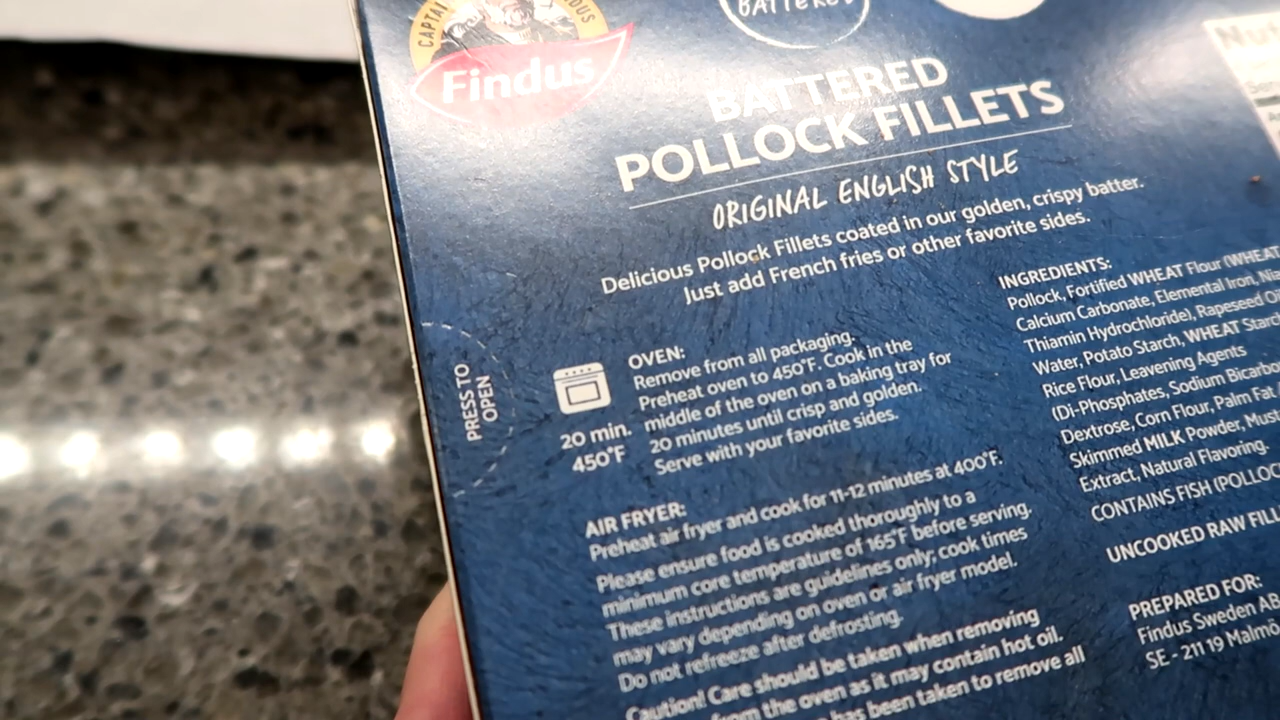 CAPTAI
DUS
Findus
BATTERED
BATTERED
POLLOCK FILLETS
ORIGINAL ENGLISH STYLE
Delicious Pollock Fillets coated in our golden, crispy batter.
Just add French fries or other favorite sides.
PRESS TO
OPEN
20 min.
450°F
OVEN:
Remove from all packaging.
Preheat oven to 450°F. Cook in the
middle of the oven on a baking tray for
20 minutes until crisp and golden.
Serve with your favorite sides.
AIR FRYER:
Preheat air fryer and cook for 11-12 minutes at 400°F.
Please ensure food is cooked thoroughly to a
minimum core temperature of 165°F before serving.
These instructions are guidelines only; cook times
may vary depending on oven or air fryer model.
Do not refreeze after defrosting.
Caution! Care should be taken when removing
from the oven as it may contain hot oil.
has been taken to remove all
INGREDIENTS:
Pollock, Fortified WHEAT Flour (WHEAT
Calcium Carbonate, Elemental Iron, Nia
Thiamin Hydrochloride), Rapeseed O
Water, Potato Starch, WHEAT Starch
Rice Flour, Leavening Agents
(Di-Phosphates, Sodium Bicarbo
Dextrose, Corn Flour, Palm Fat
Skimmed MILK Powder, Must
Extract, Natural Flavoring.
CONTAINS FISH (POLLOC
UNCOOKED RAW FILL
PREPARED FOR:
Findus Sweden AB
SE - 211 19 Malmö
Nut